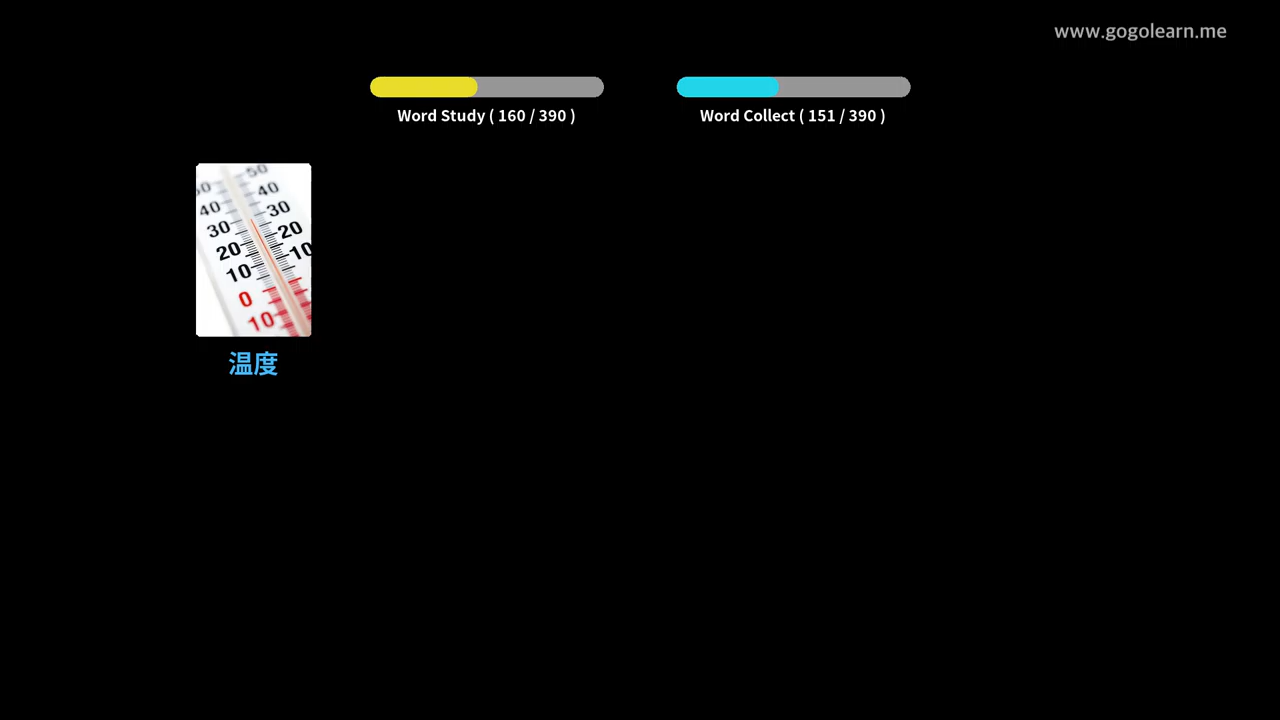 www.gogolearn.me
Word Study ( 160 / 390 )
Word Collect ( 151 / 390 )
50
40
40
30
30
20
20
10
10
0
10
温度